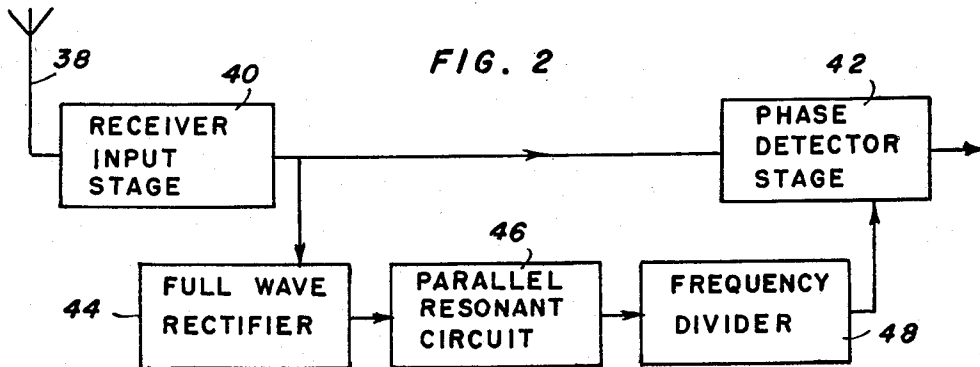 38
FIG. 2
40
RECEIVER
INPUT
STAGE
42
PHASE
DETECTOR
STAGE
44
FULL WAVE
RECTIFIER
46
PARALLEL
RESONANT
CIRCUIT
FREQUENCY
DIVIDER
48